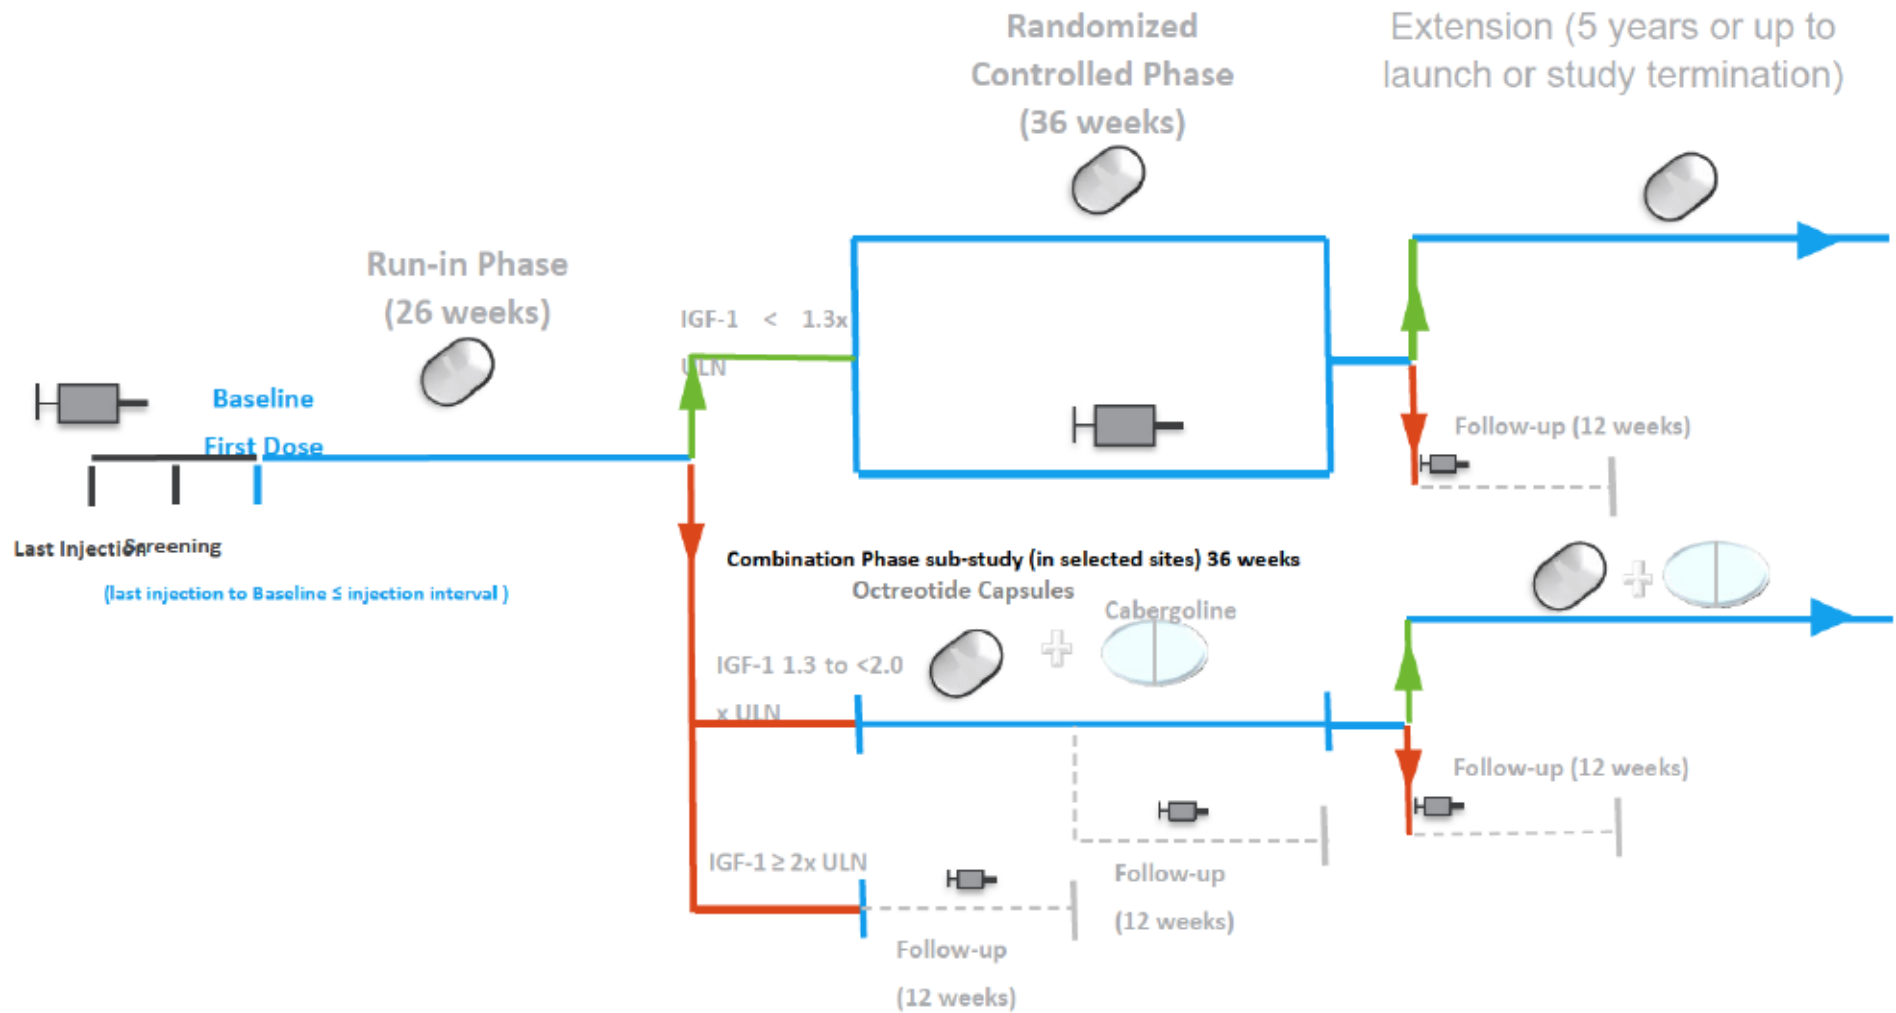 Randomized
Controlled Phase
(36 weeks)
Extension (5 years or up to
launch or study termination)
Run-in Phase
(26 weeks)
IGF-1 < 1.3x
ULN
Baseline
First Dose
Last Injection
Screening
(last injection to Baseline ≤ injection interval )
Follow-up (12 weeks)
Combination Phase sub-study (in selected sites) 36 weeks
Octreotide Capsules
Cabergoline
IGF-1 1.3 to <2.0
x ULN
Follow-up (12 weeks)
IGF-1 ≥ 2x ULN
Follow-up
(12 weeks)
Follow-up
(12 weeks)